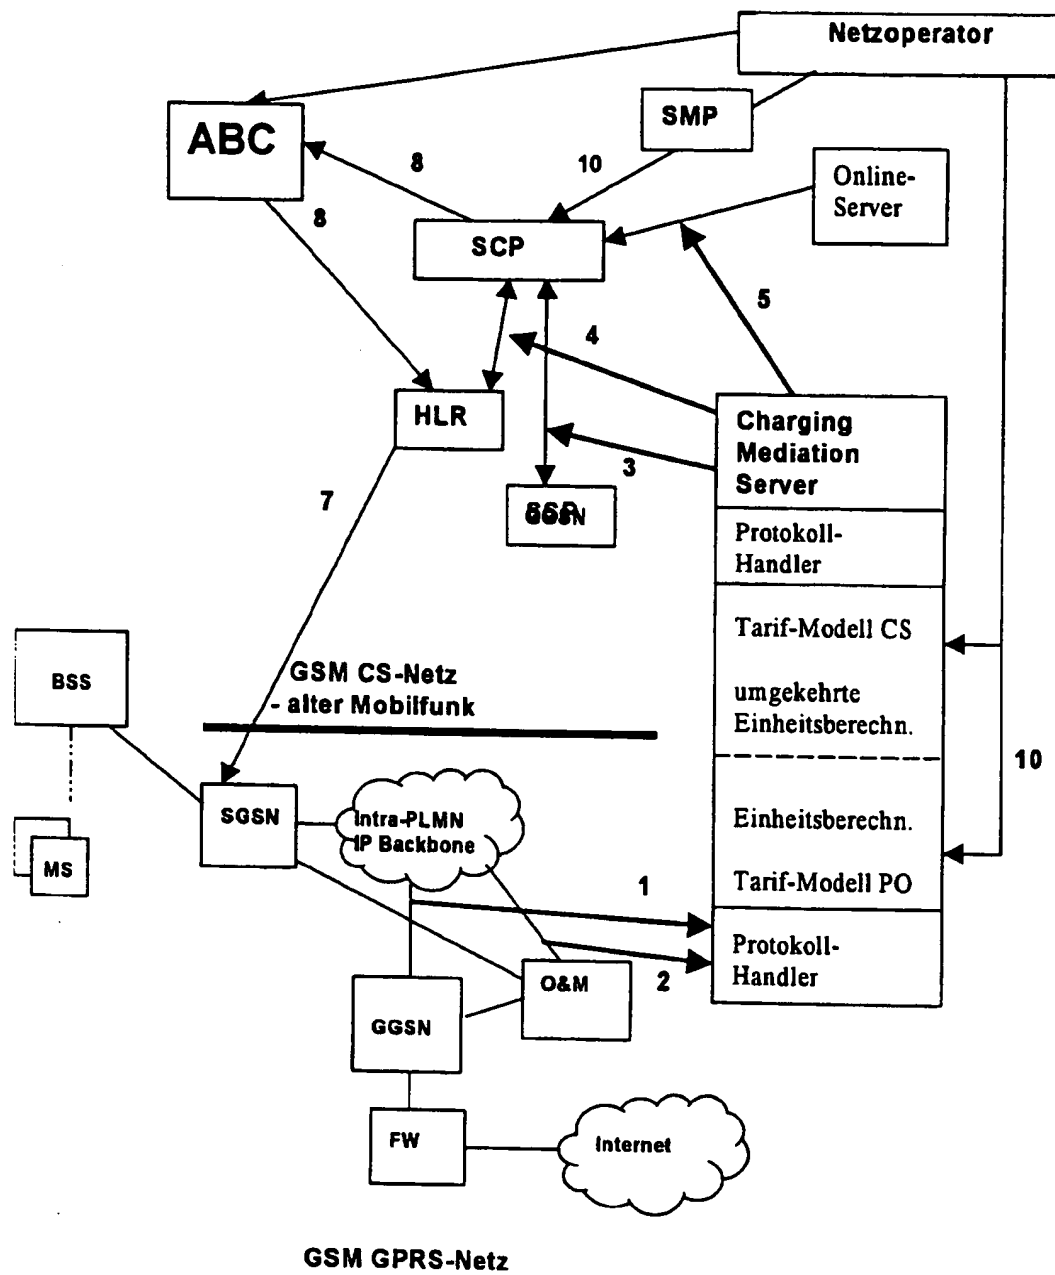 Netzoperator
SMP
ABC
8
10
Online-
Server
8
SCP
5
4
HLR
Charging
Mediation
Server
3
7
Protokoll-
Handler
Tarif-Modell CS
GSM CS-Netz
- alter Mobilfunk
BSS
umgekehrte
Einheitsberechn.
10
SGSN
Intra-PLMN
IP Backbone
Einheitsberechn.
MS
1
Tarif-Modell PO
Protokoll-
Handler
2
O&M
GGSN
FW
Internet
GSM GPRS-Netz